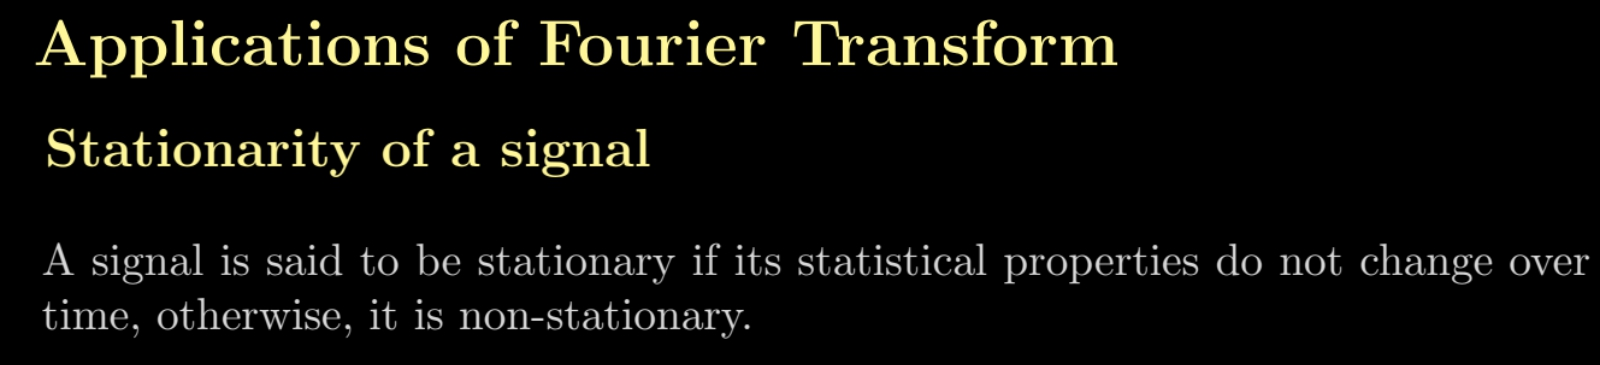 Applications of Fourier Transform
Stationarity of a signal
A signal is said to be stationary if its statistical properties do not change over
time, otherwise, it is non-stationary.